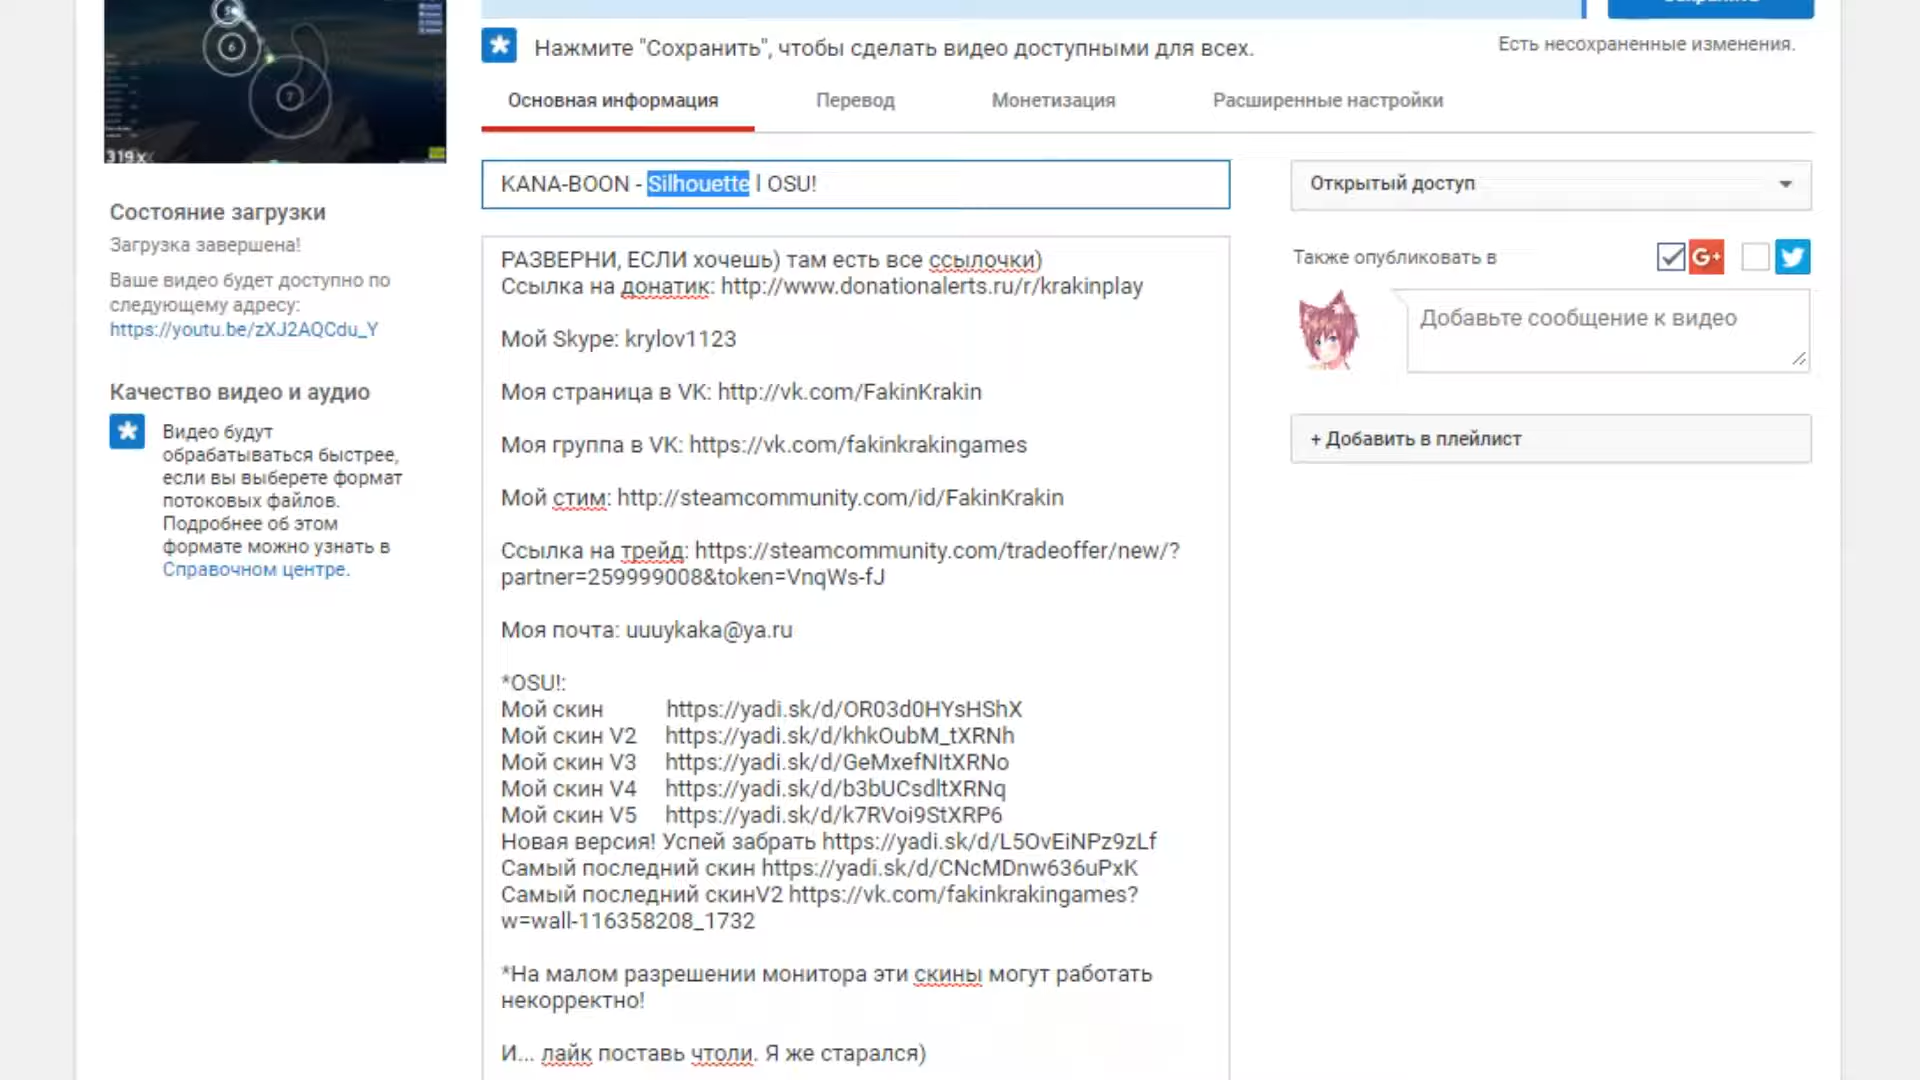 Нажмите "Сохранить", чтобы сделать видео доступными для всех.
Есть несохраненные изменения.
Основная информация
Перевод
Монетизация
Расширенные настройки
5
6
7
319x
KANA-BOON - Silhouette l OSU!
Открытый доступ
Состояние загрузки
Загрузка завершена!
Ваше видео будет доступно по
следующему адресу:
https://youtu.be/zXJ2AQCdu_Y
Качество видео и аудио
Видео будут
обрабатываться быстрее,
если вы выберете формат
потоковых файлов.
Подробнее об этом
формате можно узнать в
Справочном центре.
РАЗВЕРНИ, ЕСЛИ хочешь) там есть все ссылочки)
Ссылка на донатик: http://www.donationalerts.ru/r/krakinplay
Мой Skype: krylov1123
Моя страница в VK: http://vk.com/FakinKrakin
Моя группа в VK: https://vk.com/fakinkrakingames
Мой стим: http://steamcommunity.com/id/FakinKrakin
Ссылка на трейд: https://steamcommunity.com/tradeoffer/new/?
partner=259999008&token=VnqWs-fJ
Моя почта: uuuykaka@ya.ru
*OSU!:
Мой скин https://yadi.sk/d/OR03d0HYsHShX
Мой скин V2 https://yadi.sk/d/khkOubM_tXRNh
Мой скин V3 https://yadi.sk/d/GeMxefNItXRNo
Мой скин V4 https://yadi.sk/d/b3bUCsdltXRNq
Мой скин V5 https://yadi.sk/d/k7RVoi9StXRP6
Новая версия! Успей забрать https://yadi.sk/d/L5OvEiNPz9zLf
Самый последний скин https://yadi.sk/d/CNcMDnw636uPxK
Самый последний скинV2 https://vk.com/fakinkrakingames?
w=wall-116358208_1732
*На малом разрешении монитора эти скины могут работать
некорректно!
И... лайк поставь чтоли. Я же старался)
Также опубликовать в
G+
Добавьте сообщение к видео
+ Добавить в плейлист